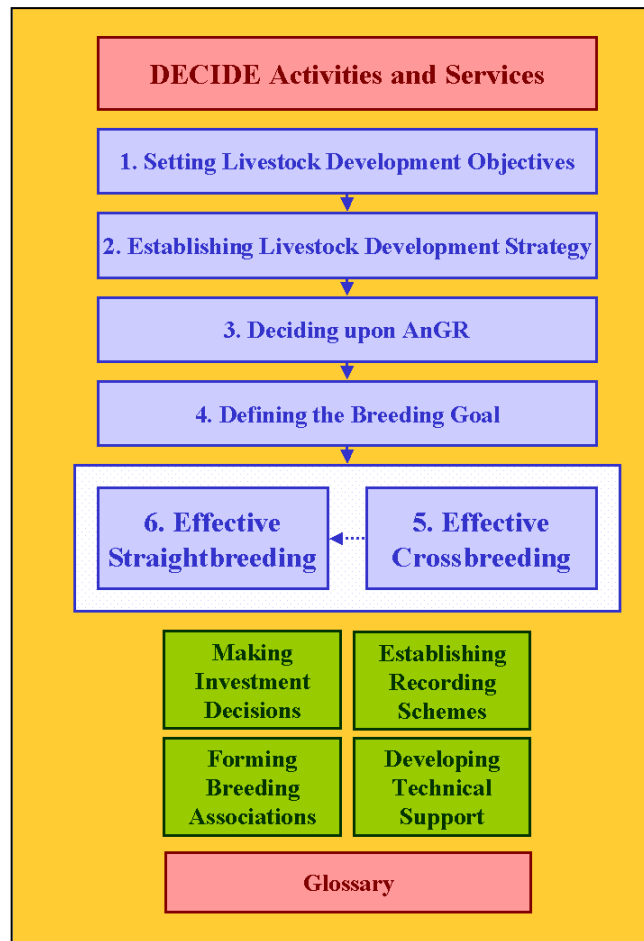 DECIDE Activities and Services
1. Setting Livestock Development Objectives
2. Establishing Livestock Development Strategy
3. Deciding upon AnGR
4. Defining the Breeding Goal
6. Effective
Straightbreeding
5. Effective
Crossbreeding
Making
Investment
Decisions
Establishing
Recording
Schemes
Forming
Breeding
Associations
Developing
Technical
Support
Glossary